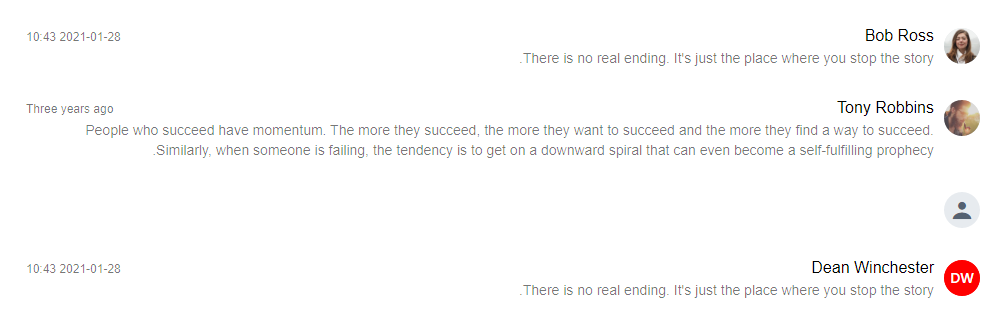 Bob Ross
10:43 2021-01-28
.There is no real ending. It's just the place where you stop the story
Tony Robbins
Three years ago
People who succeed have momentum. The more they succeed, the more they want to succeed and the more they find a way to succeed.
.Similarly, when someone is failing, the tendency is to get on a downward spiral that can even become a self-fulfilling prophecy
Dean Winchester
10:43 2021-01-28
DW
.There is no real ending. It's just the place where you stop the story